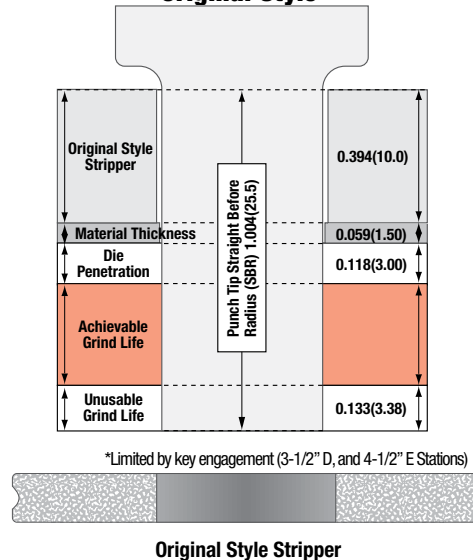 Original Style
Original Style
Stripper
0.394(10.0)
Material Thickness
0.059(1.50)
Die
Penetration
0.118(3.00)
Punch Tip Straight Before
Radius (SBR) 1.004(25.5)
Achievable
Grind Life
Unusable
Grind Life
0.133(3.38)
*Limited by key engagement (3-1/2” D, and 4-1/2” E Stations)
Original Style Stripper